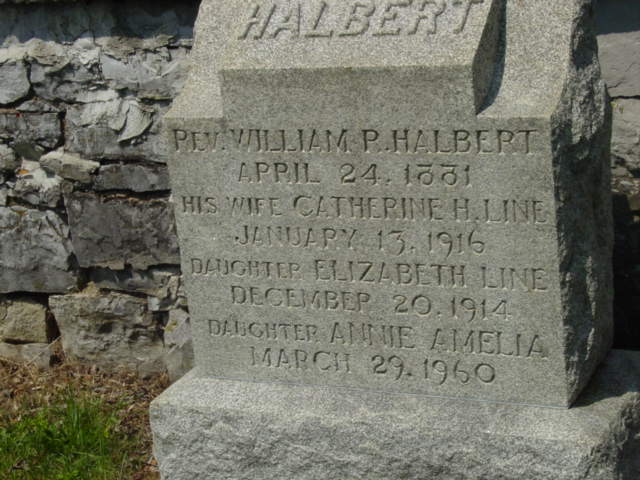 HALBERT
REV. WILLIAM P. HALBERT
APRIL 24. 1881
HIS WIFE CATHERINE H. LINE
JANUARY 13. 1916
DAUGHTER ELIZABETH LINE
DECEMBER 20. 1914
DAUGHTER ANNIE AMELIA
MARCH 29. 1960